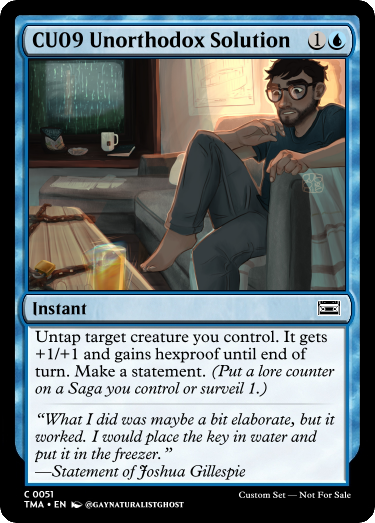 CU09 Unorthodox Solution 1
Instant
Untap target creature you control. It gets
+1/+1 and gains hexproof until end of
turn. Make a statement. (Put a lore counter
on a Saga you control or surveil 1.)
“What I did was maybe a bit elaborate, but it
worked. I would place the key in water and
put it in the freezer.”
—Statement of Joshua Gillespie
C 0051
TMA • EN @GAYNATURALISTGHOST
Custom Set — Not For Sale